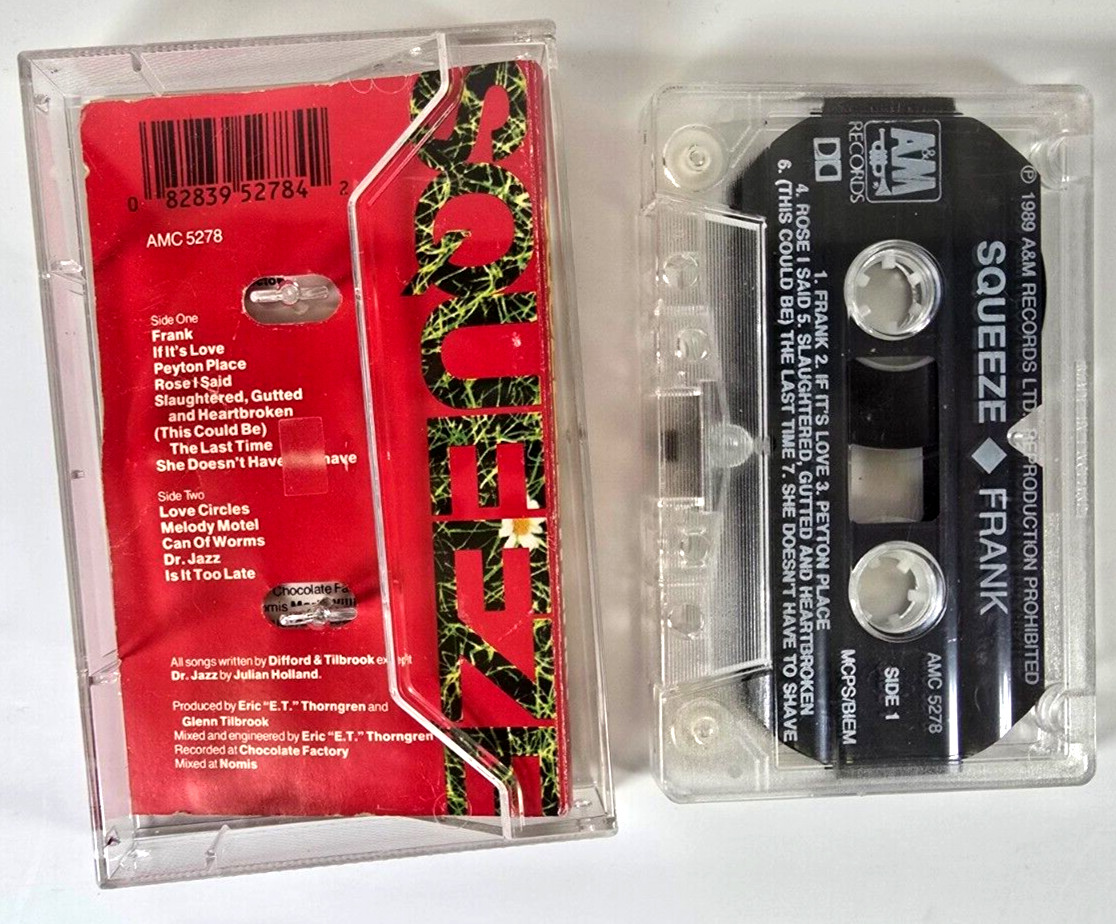 SQUEEZE
0 82839 52784 2
AMC 5278
Side One
Frank
If It's Love
Peyton Place
Rose I Said
Slaughtered, Gutted
and Heartbroken
(This Could Be)
The Last Time
She Doesn't Have
Side Two
Love Circles
Melody Motel
Can Of Worms
Dr. Jazz
Is It Too Late
Chocolate Fa
All songs written by Difford & Tilbrook except
Dr. Jazz by Julian Holland.
Produced by Eric "E.T." Thorngren and
Glenn Tilbrook
Mixed and engineered by Eric "E.T." Thorngren
Recorded at Chocolate Factory
Mixed at Nomis
℗ 1989 A&M RECORDS LTD. REPRODUCTION PROHIBITED
SQUEEZE ◆ FRANK
A&M
RECORDS
AMC 5278
SIDE 1
MCPS/BIEM
1. FRANK 2. IF IT'S LOVE 3. PEYTON PLACE
4. ROSE I SAID 5. SLAUGHTERED, GUTTED AND HEARTBROKEN
6. (THIS COULD BE) THE LAST TIME 7. SHE DOESN'T HAVE TO SHAVE